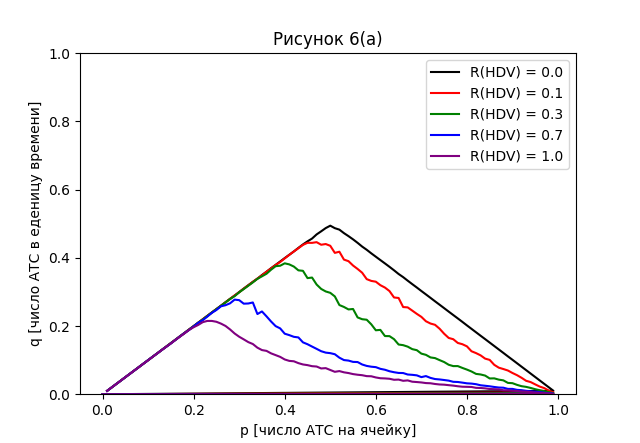 Рисунок 6(a)
q [число АТС в еденицу времени]
1.0
0.8
0.6
0.4
0.2
0.0
R(HDV) = 0.0
R(HDV) = 0.1
R(HDV) = 0.3
R(HDV) = 0.7
R(HDV) = 1.0
0.0 0.2 0.4 0.6 0.8 1.0
p [число АТС на ячейку]